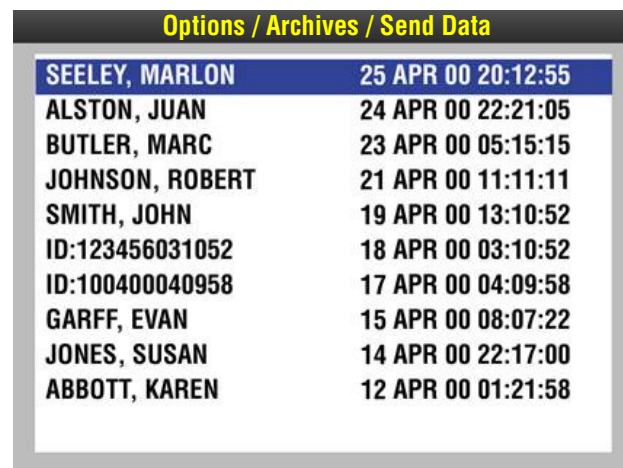 Options / Archives / Send Data
SEELEY, MARLON 25 APR 00 20:12:55
ALSTON, JUAN 24 APR 00 22:21:05
BUTLER, MARC 23 APR 00 05:15:15
JOHNSON, ROBERT 21 APR 00 11:11:11
SMITH, JOHN 19 APR 00 13:10:52
ID:123456031052 18 APR 00 03:10:52
ID:100400040958 17 APR 00 04:09:58
GARFF, EVAN 15 APR 00 08:07:22
JONES, SUSAN 14 APR 00 22:17:00
ABBOTT, KAREN 12 APR 00 01:21:58